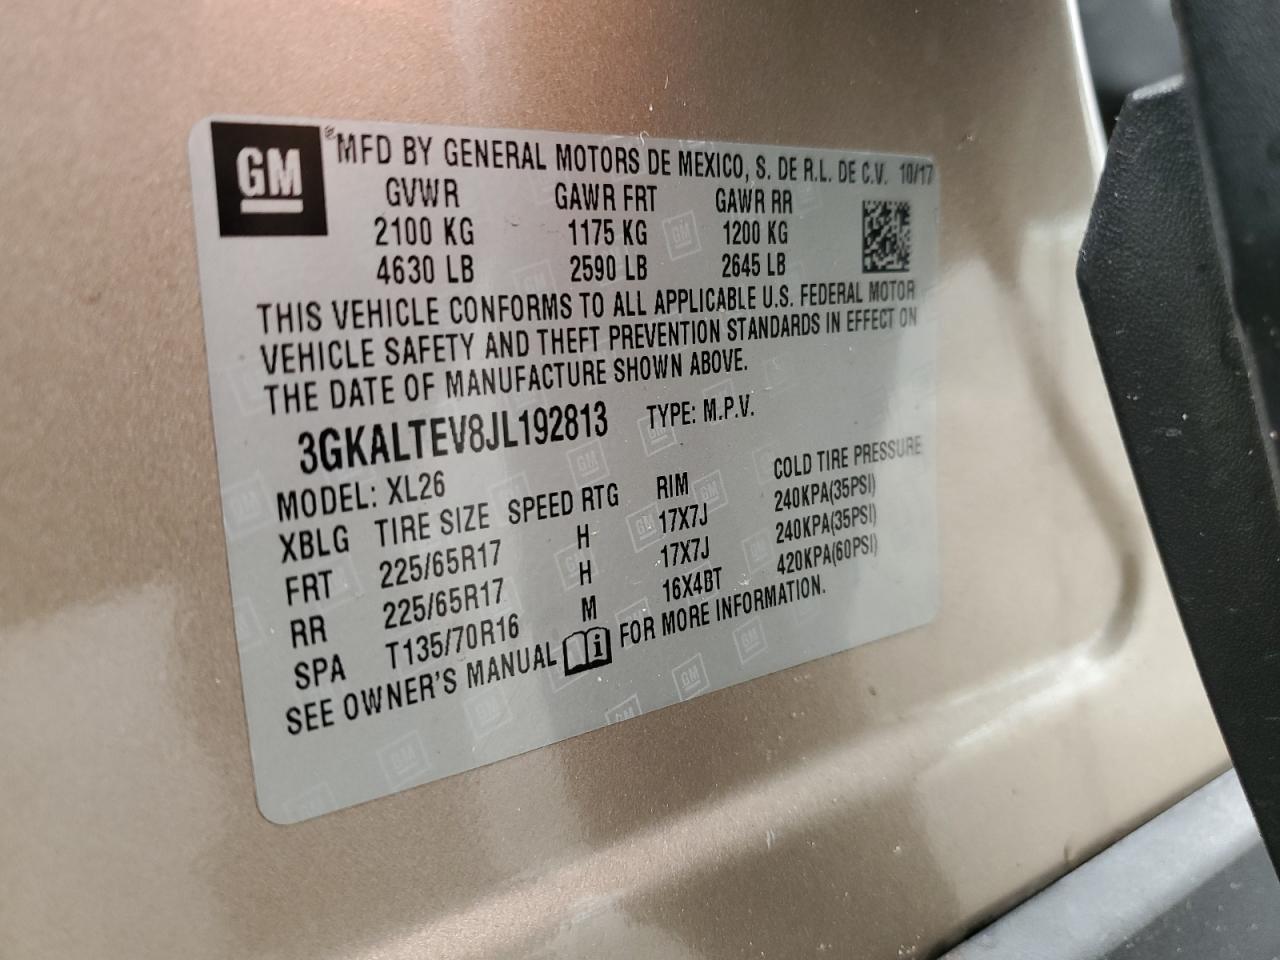 GM
MFD BY GENERAL MOTORS DE MEXICO, S. DE R.L. DE C.V. 10/17
GVWR GAWR FRT GAWR RR
2100 KG 1175 KG 1200 KG
4630 LB 2590 LB 2645 LB
THIS VEHICLE CONFORMS TO ALL APPLICABLE U.S. FEDERAL MOTOR
VEHICLE SAFETY AND THEFT PREVENTION STANDARDS IN EFFECT ON
THE DATE OF MANUFACTURE SHOWN ABOVE.
3GKALTEV8JL192813 TYPE: M.P.V.
MODEL: XL26
XBLG TIRE SIZE SPEED RTG RIM COLD TIRE PRESSURE
FRT 225/65R17 H 17X7J 240KPA(35PSI)
RR 225/65R17 H 17X7J 240KPA(35PSI)
SPA T135/70R16 M 16X4BT 420KPA(60PSI)
SEE OWNER'S MANUAL FOR MORE INFORMATION.